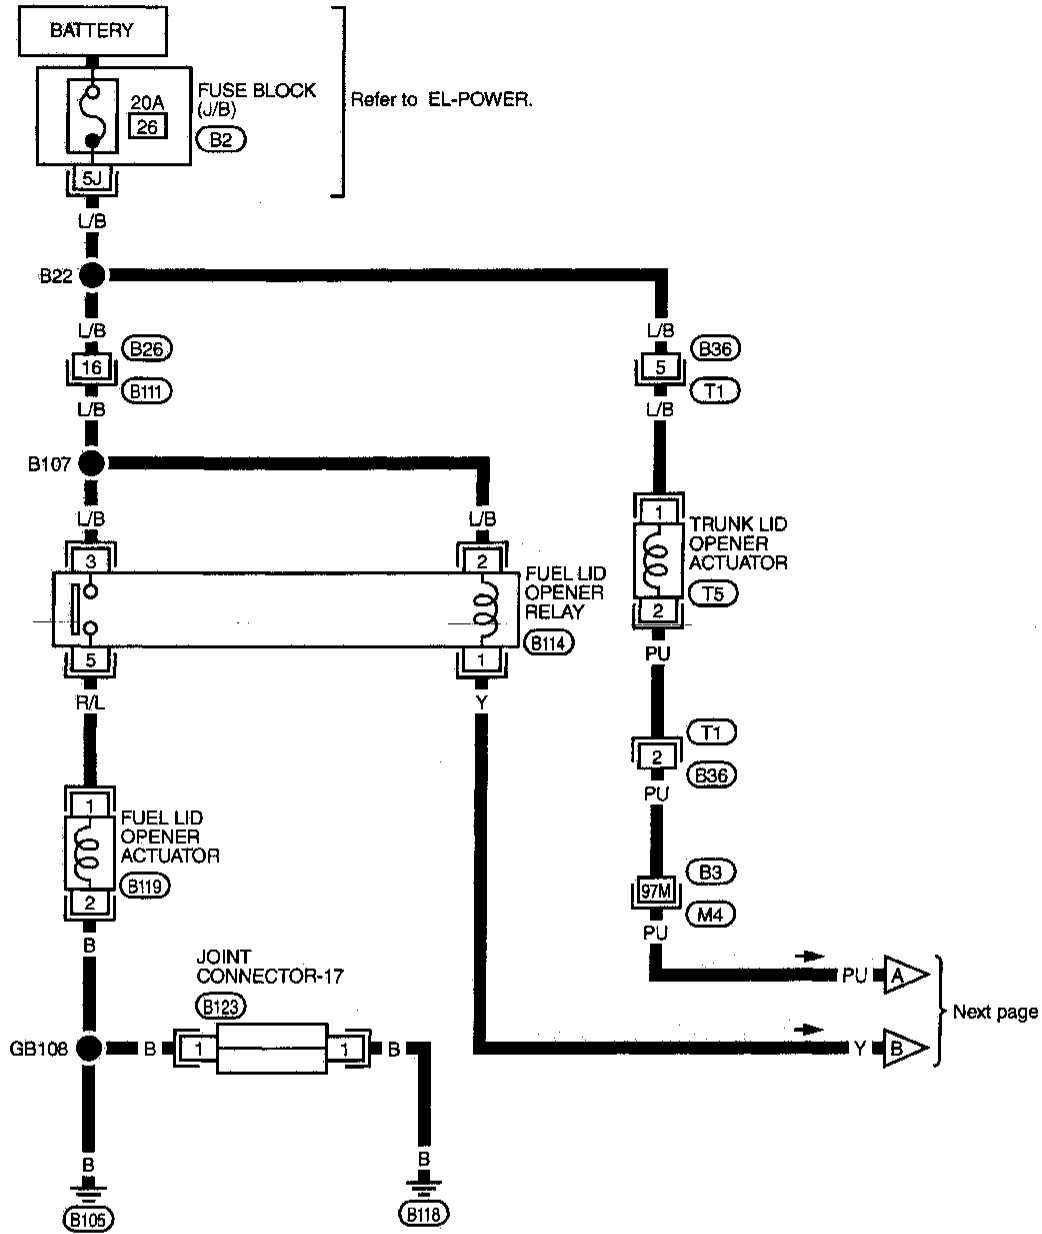 BATTERY
FUSE BLOCK
(J/B)
20A
26
B2
Refer to EL-POWER.
5J
L/B
B22
L/B
L/B
16
B26
B111
5
B36
T1
L/B
L/B
B107
L/B
L/B
1
TRUNK LID
OPENER
ACTUATOR
T5
2
PU
3
2
FUEL LID
OPENER
RELAY
B114
5
1
R/L
Y
2
T1
B36
PU
1
FUEL LID
OPENER
ACTUATOR
B119
2
B
97M
B3
M4
PU
JOINT
CONNECTOR-17
B123
PU
A
Next page
GB108
B
1
1
B
Y
B
B
B
B105
B118